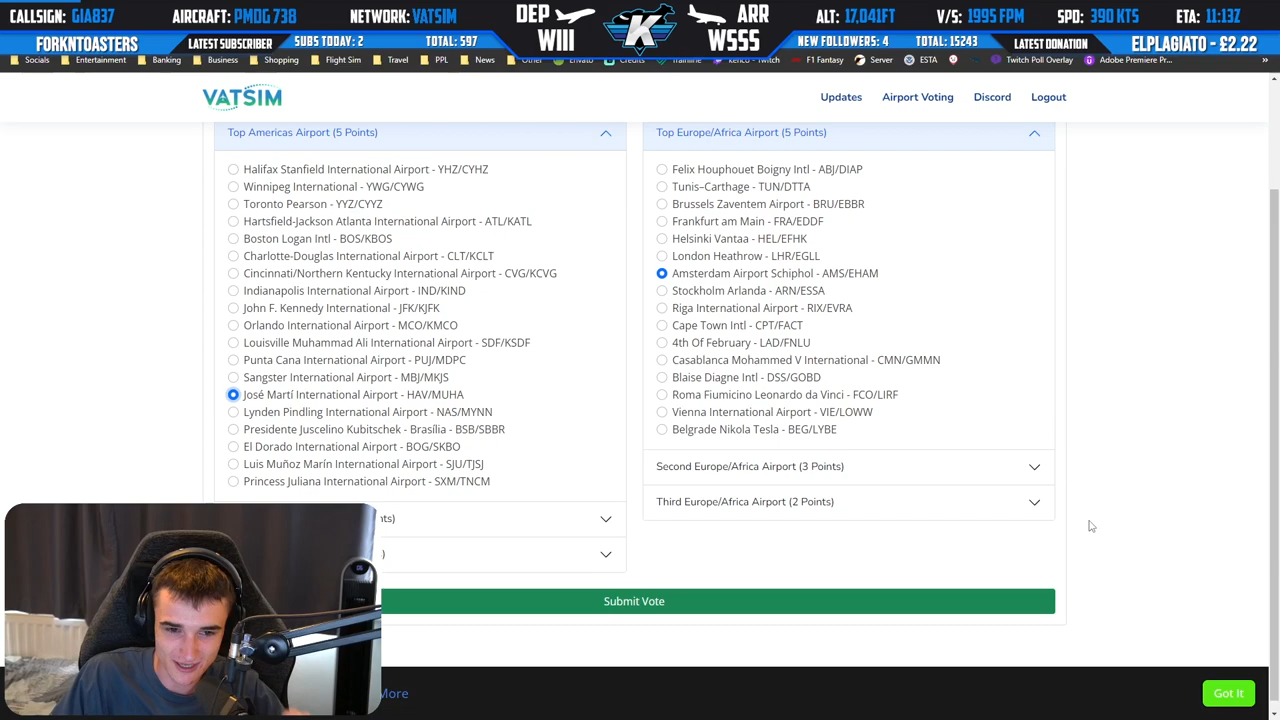 CALLSIGN: GIA837
AIRCRAFT: PMDG 738
NETWORK: VATSIM
DEP
WIII
K
ARR
WSSS
ALT: 17,041FT
V/S: 1995 FPM
SPD: 390 KTS
ETA: 11:13Z
FORKNTOASTERS
LATEST SUBSCRIBER
SUBS TODAY: 2
TOTAL: 597
NEW FOLLOWERS: 4
TOTAL: 15243
LATEST DONATION
ELPLAGIATO - £2.22
Socials
Entertainment
Banking
Business
Shopping
Flight Sim
Travel
PPL
News
Other
Envato
Credits
Trainline
kenco - Twitch
F1 Fantasy
Server
ESTA
Twitch Poll Overlay
Adobe Premiere Pro...
»
VATSIM
Updates
Airport Voting
Discord
Logout
Top Americas Airport (5 Points)
Halifax Stanfield International Airport - YHZ/CYHZ
Winnipeg International - YWG/CYWG
Toronto Pearson - YYZ/CYYZ
Hartsfield-Jackson Atlanta International Airport - ATL/KATL
Boston Logan Intl - BOS/KBOS
Charlotte-Douglas International Airport - CLT/KCLT
Cincinnati/Northern Kentucky International Airport - CVG/KCVG
Indianapolis International Airport - IND/KIND
John F. Kennedy International - JFK/KJFK
Orlando International Airport - MCO/KMCO
Louisville Muhammad Ali International Airport - SDF/KSDF
Punta Cana International Airport - PUJ/MDPC
Sangster International Airport - MBJ/MKJS
José Martí International Airport - HAV/MUHA
Lynden Pindling International Airport - NAS/MYNN
Presidente Juscelino Kubitschek - Brasília - BSB/SBBR
El Dorado International Airport - BOG/SKBO
Luis Muñoz Marín International Airport - SJU/TJSJ
Princess Juliana International Airport - SXM/TNCM
nts)
)
Top Europe/Africa Airport (5 Points)
Felix Houphouet Boigny Intl - ABJ/DIAP
Tunis–Carthage - TUN/DTTA
Brussels Zaventem Airport - BRU/EBBR
Frankfurt am Main - FRA/EDDF
Helsinki Vantaa - HEL/EFHK
London Heathrow - LHR/EGLL
Amsterdam Airport Schiphol - AMS/EHAM
Stockholm Arlanda - ARN/ESSA
Riga International Airport - RIX/EVRA
Cape Town Intl - CPT/FACT
4th Of February - LAD/FNLU
Casablanca Mohammed V International - CMN/GMMN
Blaise Diagne Intl - DSS/GOBD
Roma Fiumicino Leonardo da Vinci - FCO/LIRF
Vienna International Airport - VIE/LOWW
Belgrade Nikola Tesla - BEG/LYBE
Second Europe/Africa Airport (3 Points)
Third Europe/Africa Airport (2 Points)
Submit Vote
More
Got It